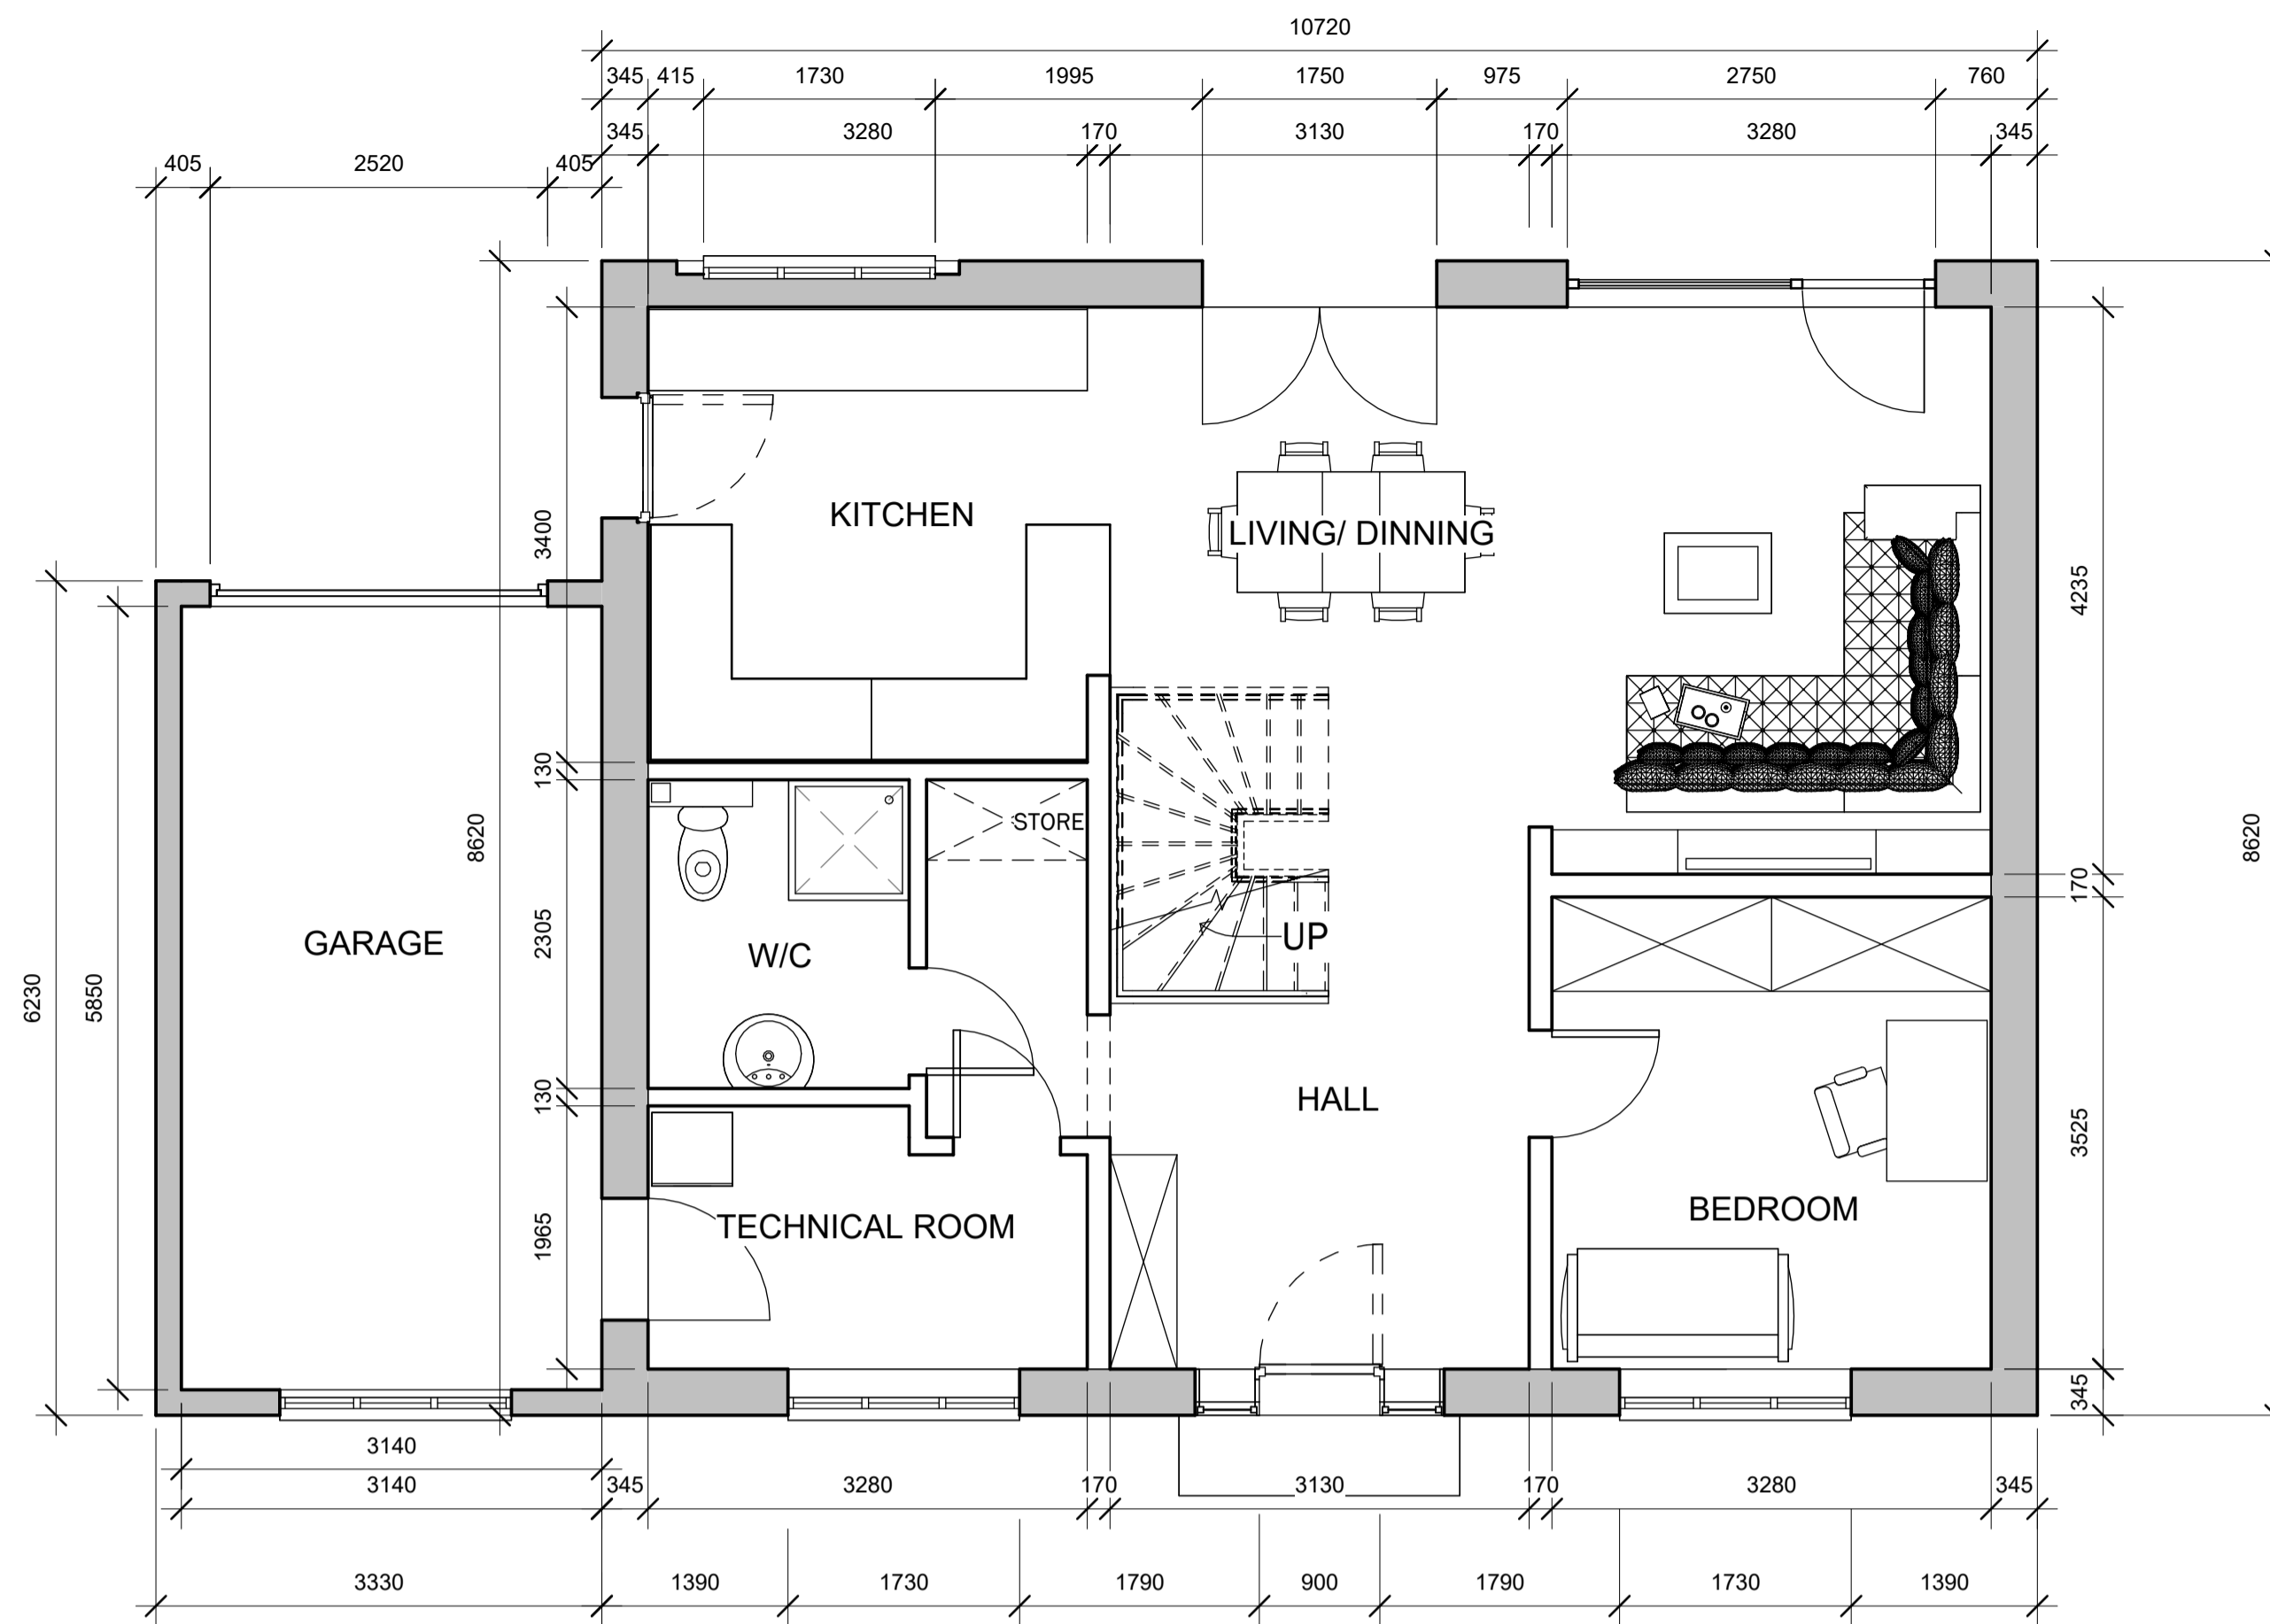 10720
345 415 1730 1995 1750 975 2750 760
345 3280 170 3130 170 3280 345
405 2520 405
KITCHEN
LIVING/ DINNING
3400
4235
130
STORE
8620
8620
170
GARAGE
W/C
UP
2305
6230
5850
130
HALL
3525
1965
TECHNICAL ROOM
BEDROOM
345
3140
3140 345 3280 170 3130 170 3280 345
3330 1390 1730 1790 900 1790 1730 1390